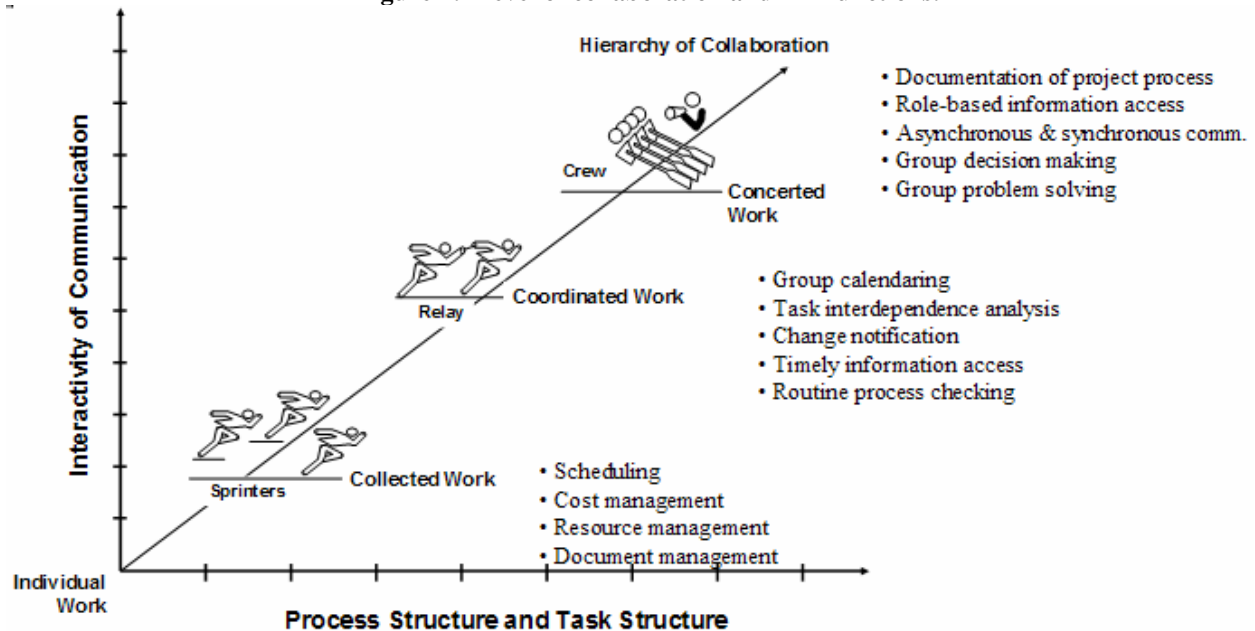 Hierarchy of Collaboration
• Documentation of project process
• Role-based information access
• Asynchronous & synchronous comm.
• Group decision making
• Group problem solving
Crew
Concerted
Work
Interactivity of Communication
Coordinated Work
Relay
• Group calendaring
• Task interdependence analysis
• Change notification
• Timely information access
• Routine process checking
Collected Work
Sprinters
• Scheduling
• Cost management
• Resource management
• Document management
Individual
Work
Process Structure and Task Structure